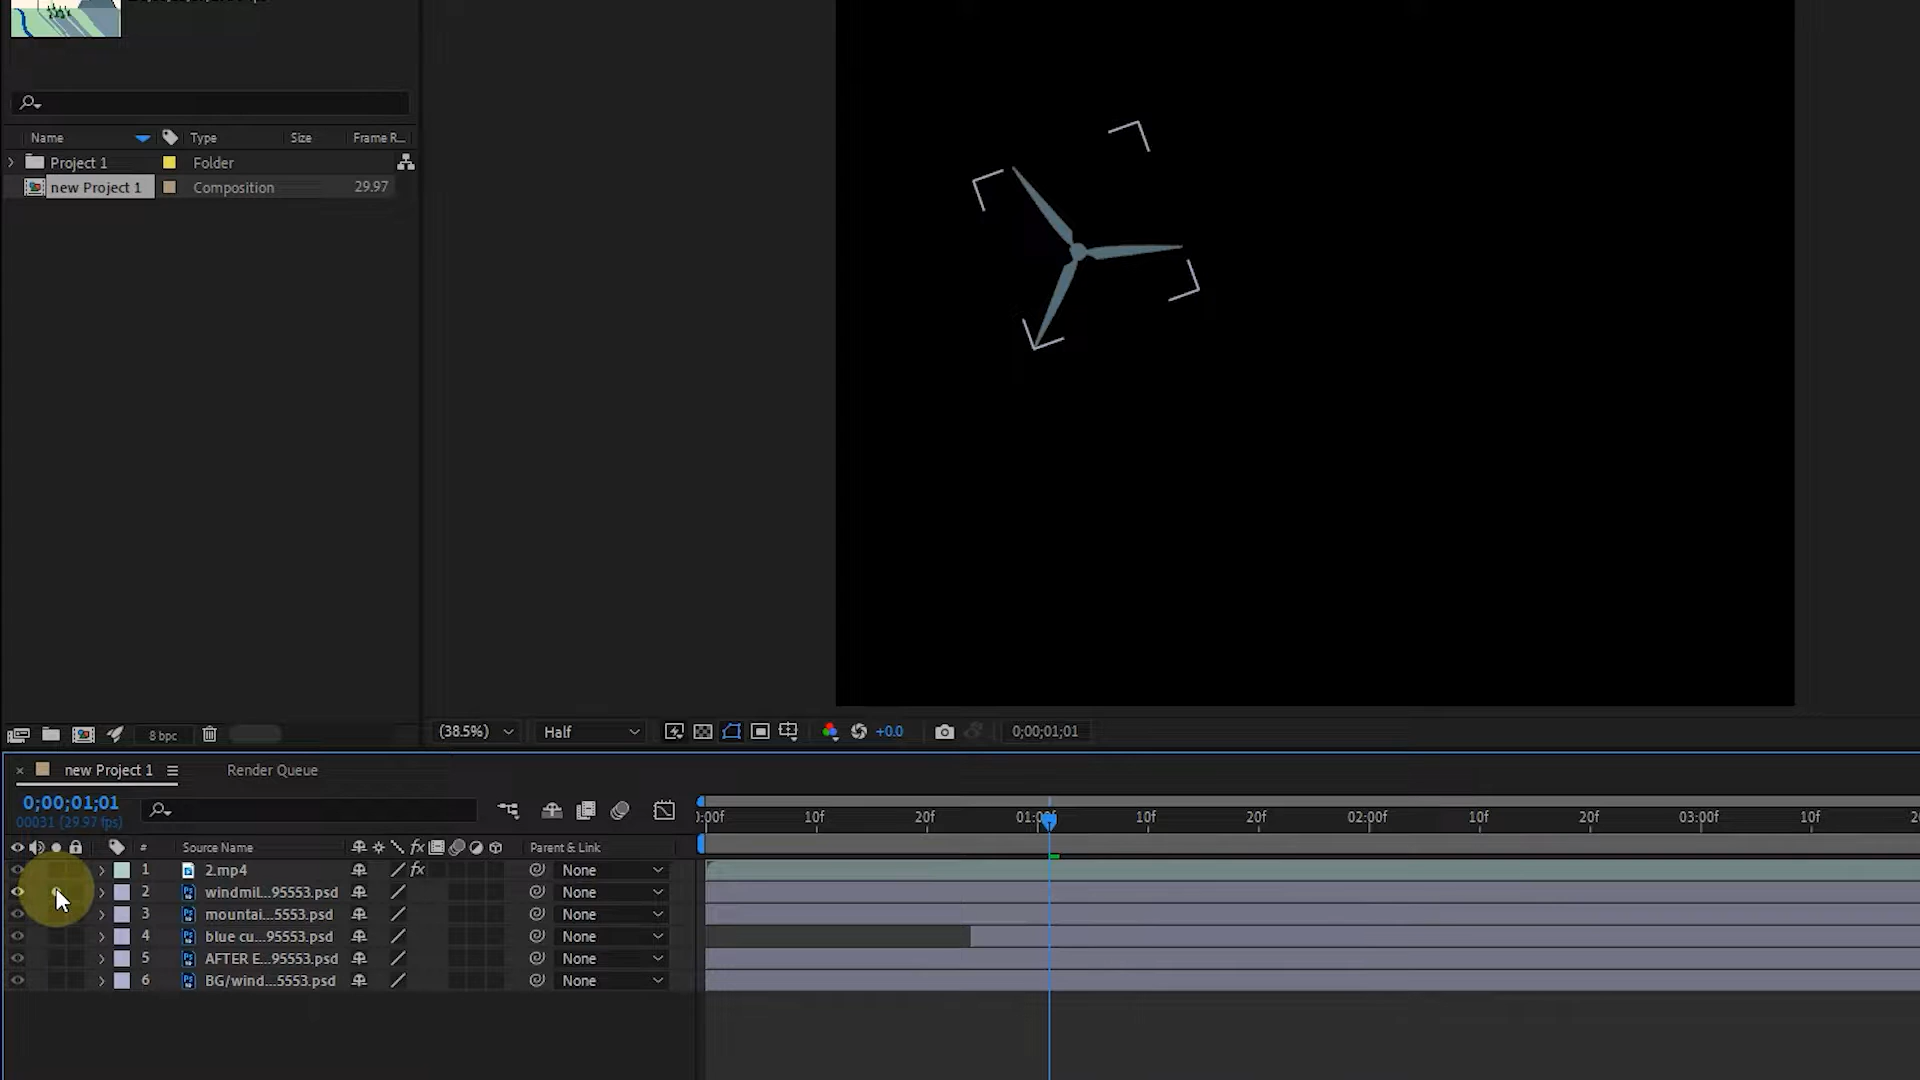 Name Type Size Frame R...
Project 1 Folder
new Project 1 Composition 29.97
8 bpc
(38.5%) Half +0.0 0;00;01;01
new Project 1 Render Queue
0;00;01;01
00031 (29.97 fps)
:00f 10f 20f 01:00f 10f 20f 02:00f 10f 20f 03:00f 10f
# Source Name fx Parent & Link
1 2.mp4 fx None
2 windmil...95553.psd None
3 mountai...5553.psd None
4 blue cu...95553.psd None
5 AFTER E...95553.psd None
6 BG/wind...5553.psd None